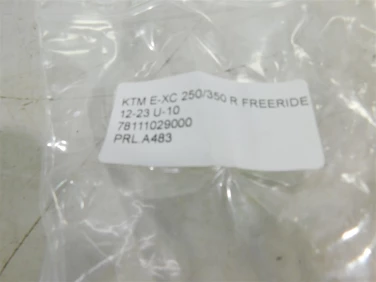 KTM E-XC 250/350 R FREERIDE
12-23 U-10
78111029000
PRL.A483